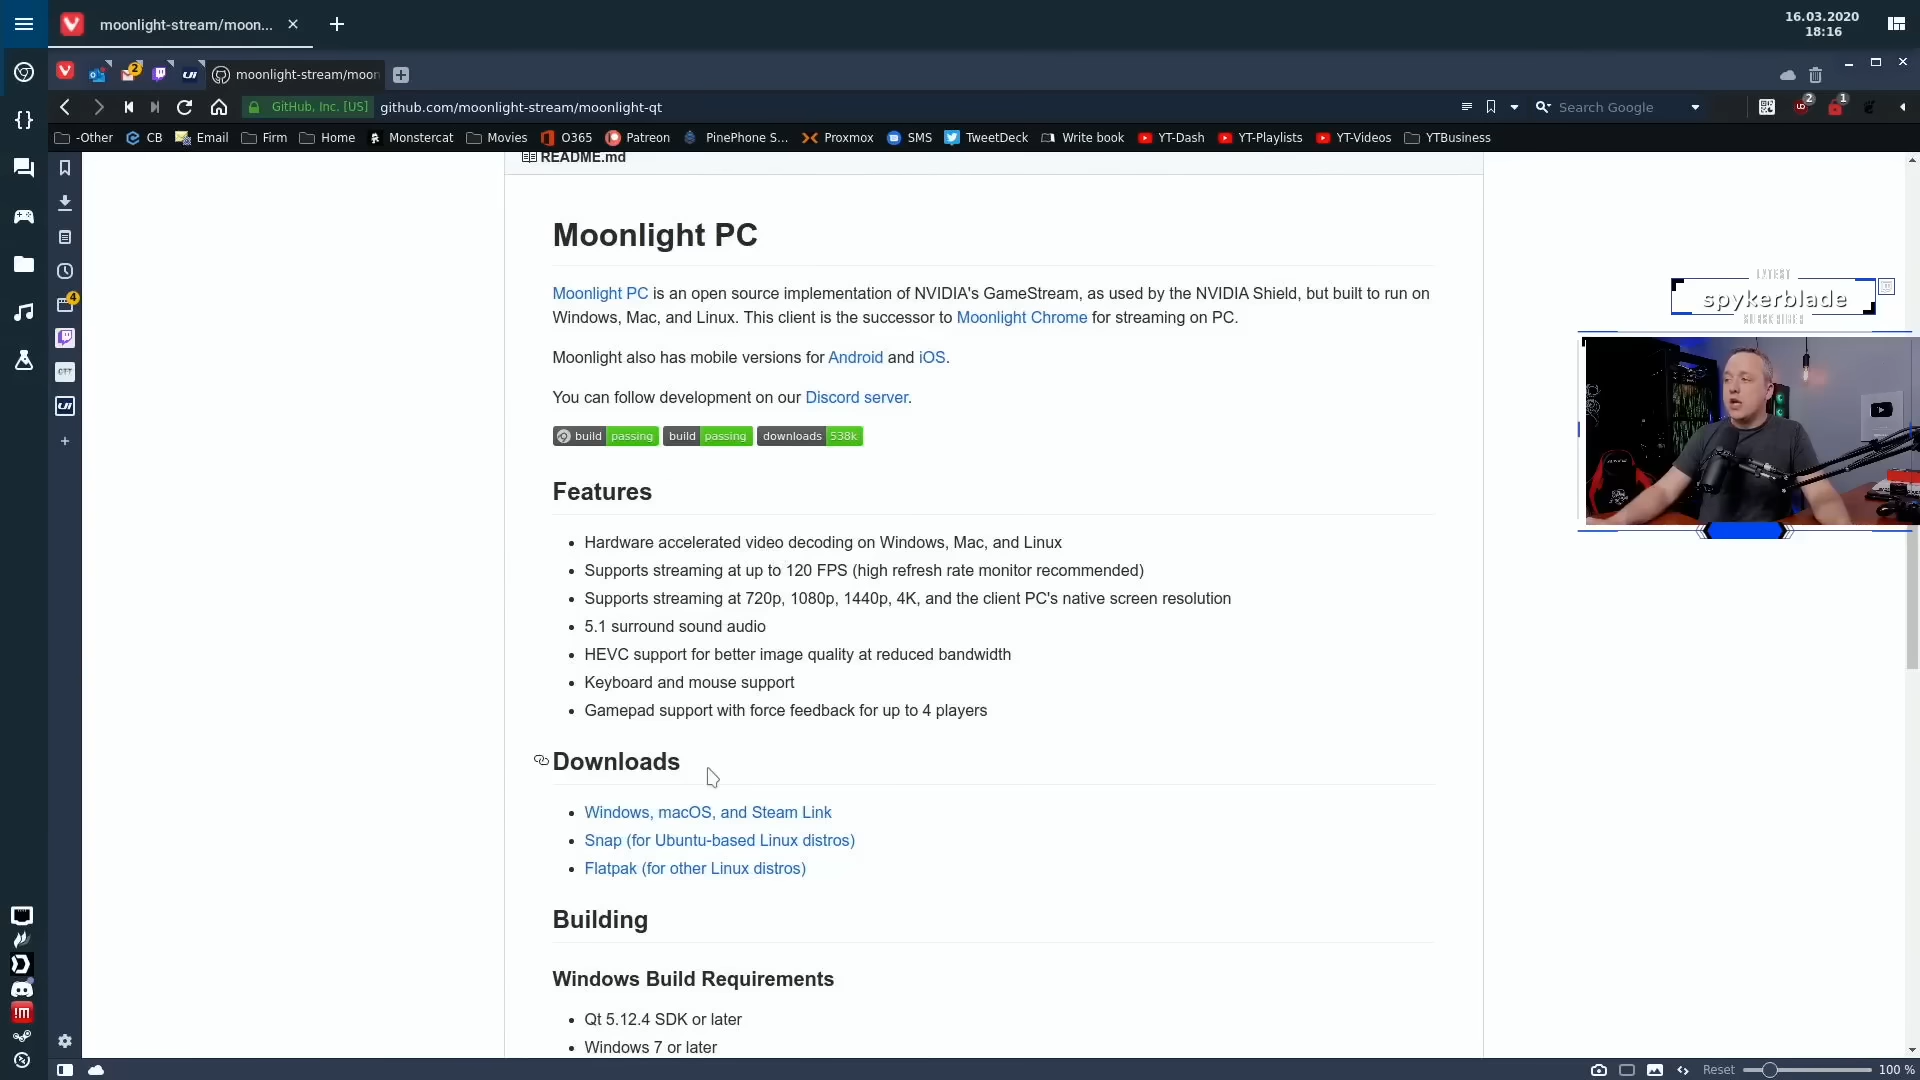 moonlight-stream/moon...
16.03.2020
18:16
2
moonlight-stream/moon
GitHub, Inc. [US]
github.com/moonlight-stream/moonlight-qt
Search Google
2
1
-Other
CB
Email
Firm
Home
Monstercat
Movies
O365
Patreon
PinePhone S...
Proxmox
SMS
TweetDeck
Write book
YT-Dash
YT-Playlists
YT-Videos
YTBusiness
README.md
Moonlight PC
Moonlight PC is an open source implementation of NVIDIA's GameStream, as used by the NVIDIA Shield, but built to run on
Windows, Mac, and Linux. This client is the successor to Moonlight Chrome for streaming on PC.
LATEST
spykerblade
4
Moonlight also has mobile versions for Android and iOS.
You can follow development on our Discord server.
build passing
build passing
downloads 538k
Features
Hardware accelerated video decoding on Windows, Mac, and Linux
Supports streaming at up to 120 FPS (high refresh rate monitor recommended)
Supports streaming at 720p, 1080p, 1440p, 4K, and the client PC's native screen resolution
5.1 surround sound audio
HEVC support for better image quality at reduced bandwidth
Keyboard and mouse support
Gamepad support with force feedback for up to 4 players
Downloads
Windows, macOS, and Steam Link
Snap (for Ubuntu-based Linux distros)
Flatpak (for other Linux distros)
Building
Windows Build Requirements
Qt 5.12.4 SDK or later
Windows 7 or later
!m
Reset
100 %